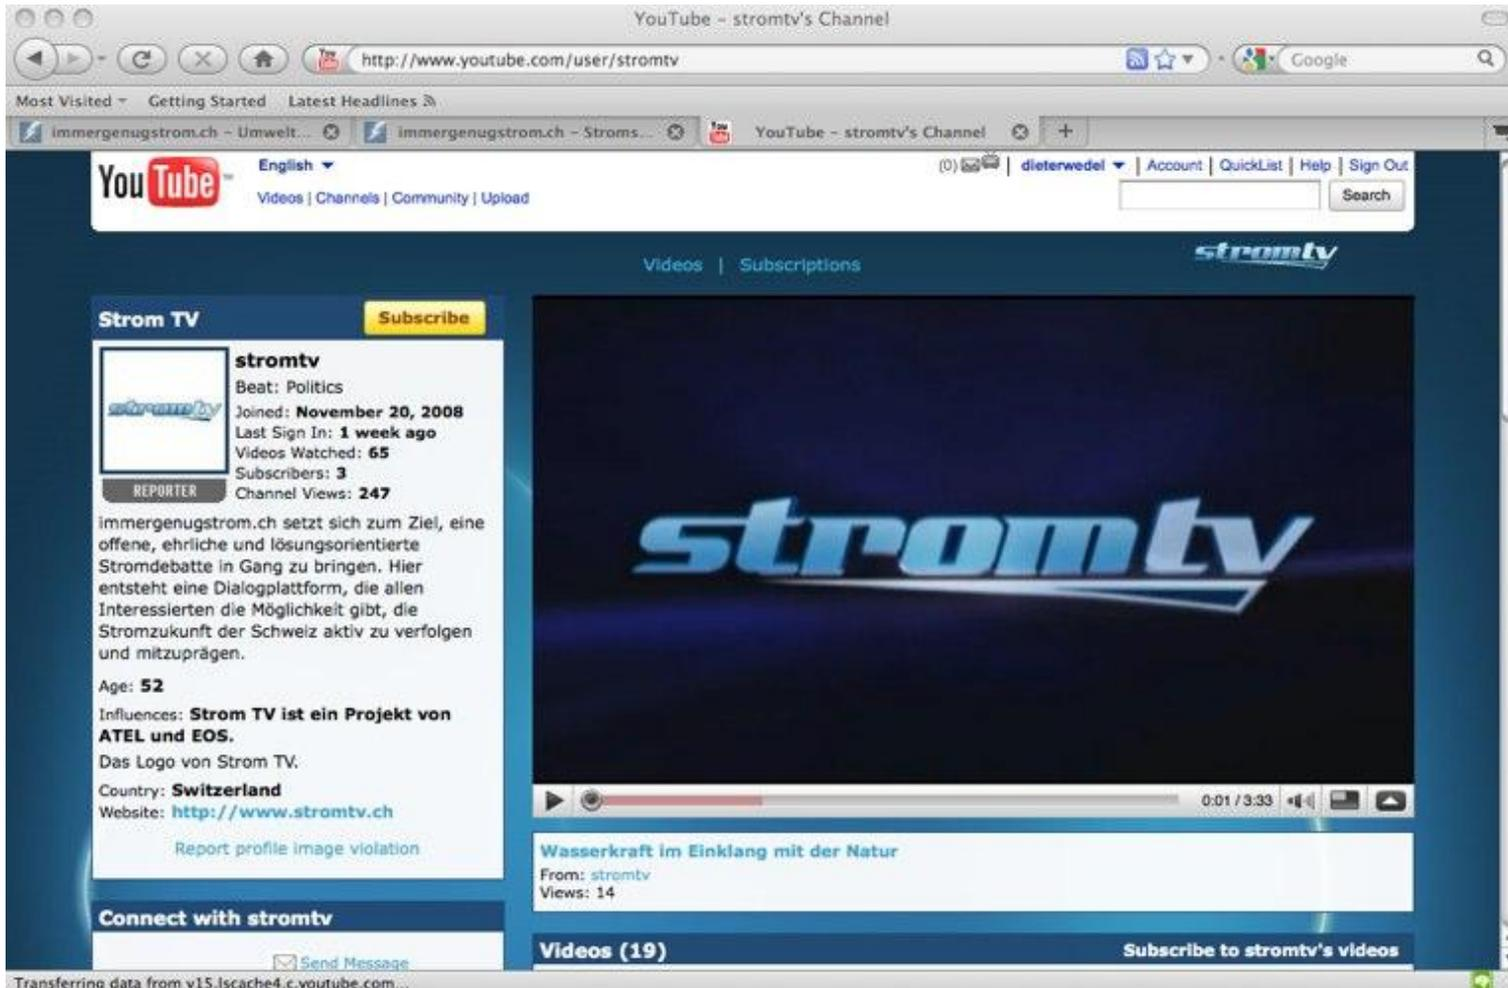 YouTube – stromtv's Channel
http://www.youtube.com/user/stromtv
Google
Most Visited Getting Started Latest Headlines
immergenugstrom.ch – Umwelt...
immergenugstrom.ch – Stroms...
YouTube – stromtv's Channel
YouTube
English
(0) | dieterwedel | Account | QuickList | Help | Sign Out
Videos | Channels | Community | Upload
Search
stromtv
Videos | Subscriptions
Strom TV
Subscribe
stromtv
stromtv
Beat: Politics
Joined: November 20, 2008
Last Sign In: 1 week ago
Videos Watched: 65
Subscribers: 3
REPORTER
Channel Views: 247
immergenugstrom.ch setzt sich zum Ziel, eine
offene, ehrliche und lösungsorientierte
Stromdebatte in Gang zu bringen. Hier
entsteht eine Dialogplattform, die allen
Interessierten die Möglichkeit gibt, die
Stromzukunft der Schweiz aktiv zu verfolgen
und mitzuprägen.
Age: 52
Influences: Strom TV ist ein Projekt von
ATEL und EOS.
Das Logo von Strom TV.
Country: Switzerland
Website: http://www.stromtv.ch
Report profile image violation
Connect with stromtv
Send Message
stromtv
0:01 / 3:33
Wasserkraft im Einklang mit der Natur
From: stromtv
Views: 14
Videos (19)
Subscribe to stromtv's videos
Transferring data from v15.lscache4.c.youtube.com...